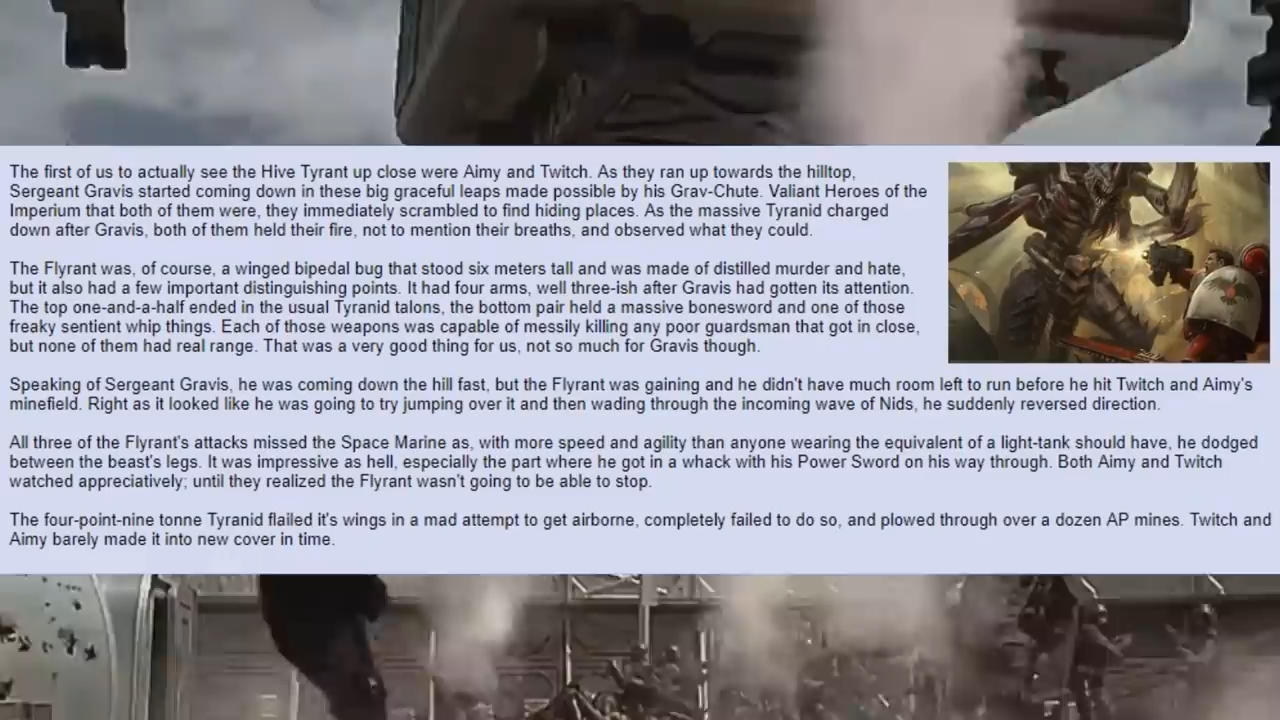 The first of us to actually see the Hive Tyrant up close were Aimy and Twitch. As they ran up towards the hilltop,
Sergeant Gravis started coming down in these big graceful leaps made possible by his Grav-Chute. Valiant Heroes of the
Imperium that both of them were, they immediately scrambled to find hiding places. As the massive Tyranid charged
down after Gravis, both of them held their fire, not to mention their breaths, and observed what they could.
The Flyrant was, of course, a winged bipedal bug that stood six meters tall and was made of distilled murder and hate,
but it also had a few important distinguishing points. It had four arms, well three-ish after Gravis had gotten its attention.
The top one-and-a-half ended in the usual Tyranid talons, the bottom pair held a massive bonesword and one of those
freaky sentient whip things. Each of those weapons was capable of messily killing any poor guardsman that got in close,
but none of them had real range. That was a very good thing for us, not so much for Gravis though.
Speaking of Sergeant Gravis, he was coming down the hill fast, but the Flyrant was gaining and he didn't have much room left to run before he hit Twitch and Aimy's
minefield. Right as it looked like he was going to try jumping over it and then wading through the incoming wave of Nids, he suddenly reversed direction.
All three of the Flyrant's attacks missed the Space Marine as, with more speed and agility than anyone wearing the equivalent of a light-tank should have, he dodged
between the beast's legs. It was impressive as hell, especially the part where he got in a whack with his Power Sword on his way through. Both Aimy and Twitch
watched appreciatively; until they realized the Flyrant wasn't going to be able to stop.
The four-point-nine tonne Tyranid flailed it's wings in a mad attempt to get airborne, completely failed to do so, and plowed through over a dozen AP mines. Twitch and
Aimy barely made it into new cover in time.